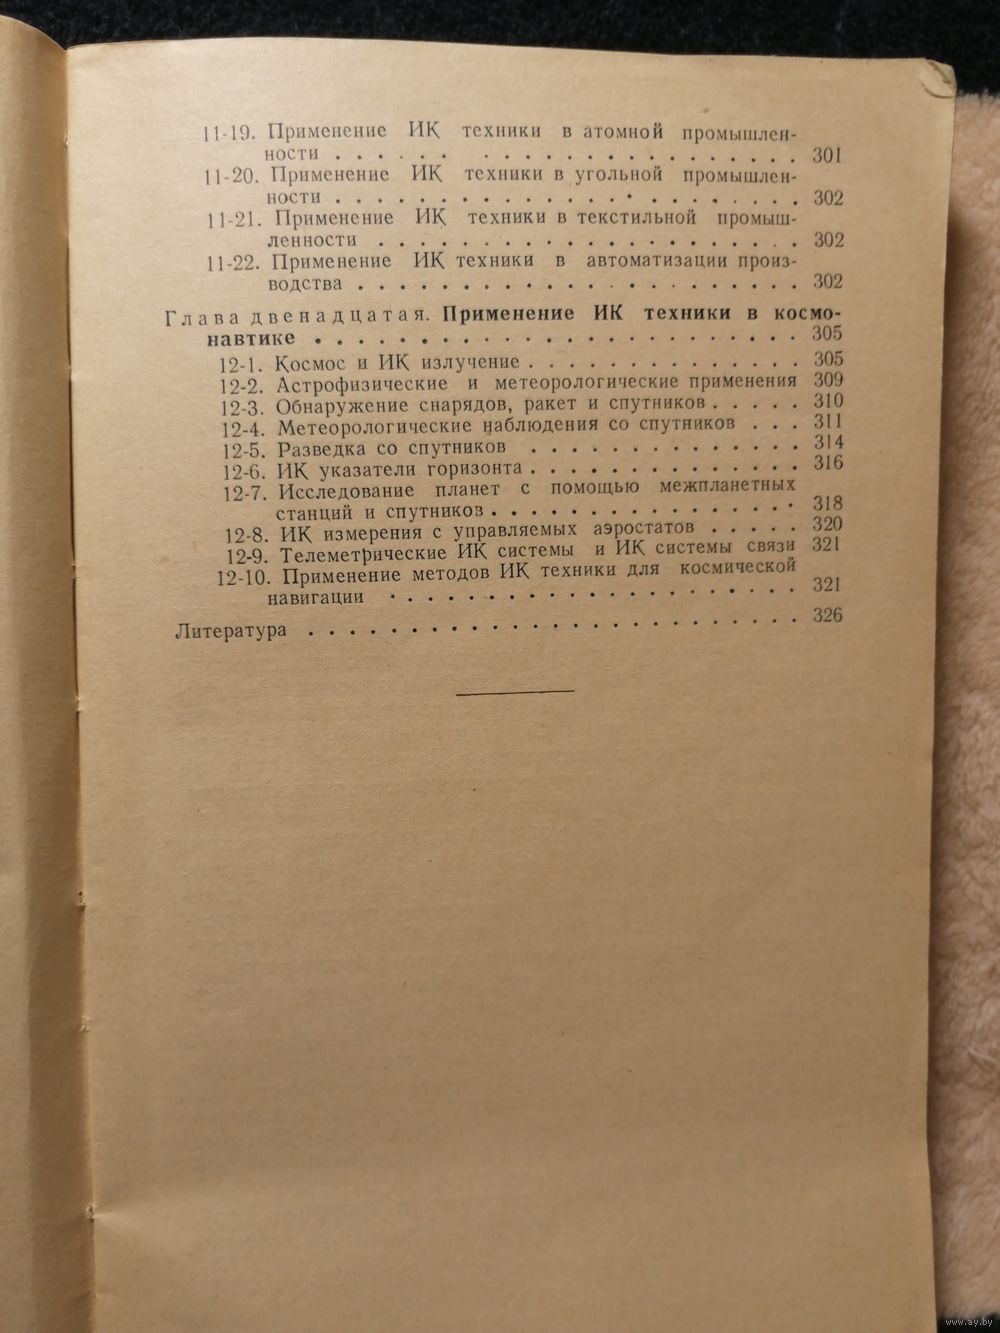 11-19. Применение ИК техники в атомной промышлен-
ности . . . . . . . . . . . . . . . . . . . . . . 301
11-20. Применение ИК техники в угольной промышлен-
ности . . . . . . . . . . . . . . . . . . . . . . . 302
11-21. Применение ИК техники в текстильной промыш-
ленности . . . . . . . . . . . . . . . . . . . . . 302
11-22. Применение ИК техники в автоматизации произ-
водства . . . . . . . . . . . . . . . . . . . . . . 302
Глава двенадцатая. Применение ИК техники в космо-
навтике . . . . . . . . . . . . . . . . . . . . . . . . 305
12-1. Космос и ИК излучение . . . . . . . . . . . . . . 305
12-2. Астрофизические и метеорологические применения 309
12-3. Обнаружение снарядов, ракет и спутников . . . . . 310
12-4. Метеорологические наблюдения со спутников . . . 311
12-5. Разведка со спутников . . . . . . . . . . . . . 314
12-6. ИК указатели горизонта . . . . . . . . . . . . . . 316
12-7. Исследование планет с помощью межпланетных
станций и спутников . . . . . . . . . . . . . . . . 318
12-8. ИК измерения с управляемых аэростатов . . . . . 320
12-9. Телеметрические ИК системы и ИК системы связи 321
12-10. Применение методов ИК техники для космической
навигации . . . . . . . . . . . . . . . . . . . . 321
Литература . . . . . . . . . . . . . . . . . . . . . . . . 326
www.ay.by